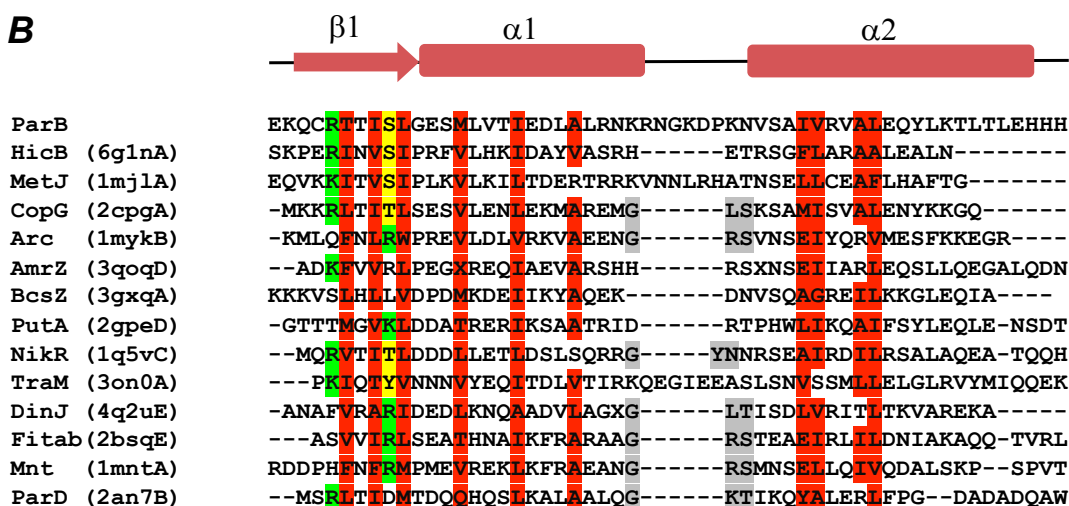 B
β1 α1 α2
ParB EKQCRTTISLGESMLVTIEDLALRNKRNGKDPKNVSAIVRVALEQYLKTLTLEHHH
HicB (6g1nA) SKPERINVSIPRFVLHKIDAYVASRH------ETRSGFLARAALEALN--------
MetJ (1mjlA) EQVKKITVSIPLKVLKILTDERTRRKVNNLRHATNSELLCEAFLHAFTG-------
CopG (2cpgA) -MKKRLTITLSESVLENLEKMAREMG------LSKSAMISVALENYKKGQ------
Arc (1mykB) -KMLQFNLRWPREVLDLVRKVAEENG------RSVNSEIYQRVMESFKKEGR----
AmrZ (3qoqD) --ADKFVVRLPEGXREQIAEVARSHH------RSXNSEIIARLEQSLLQEGALQDN
BcsZ (3gxqA) KKKVSLHLLVDPDMKDEIIKYAQEK-------DNVSQAGREILKKGLEQIA----
PutA (2gpeD) -GTTTMGVKLDDATRERIKSAATRID------RTPHWLIKQAIFSYLEQLE-NSDT
NikR (1q5vC) --MQRVTITLDDDLLETLDSLSQRRG-----YNNRSEAIRDILRSALAQEA-TQQH
TraM (3on0A) ---PKIQTYVNNNVYEQITDLVTIRKQEGIEEASLSNVSSMLLELGLRVYMIQQEK
DinJ (4q2uE) -ANAFVRARIDEDLKNQAADVLAGXG------LTISDLVRITLTKVAREKA-----
Fitab(2bsqE) ---ASVVIRLSEATHNAIKFRARAAG------RSTEAEIRLILDNIAKAQQ-TVRL
Mnt (1mntA) RDDPHFNFRMPMEVREKLKFRAEANG------RSMNSELLQIVQDALSKP--SPVT
ParD (2an7B) --MSRLTIDMTDQQHQSLKALAALQG------KTIKQYALERLFPG--DADADQAW